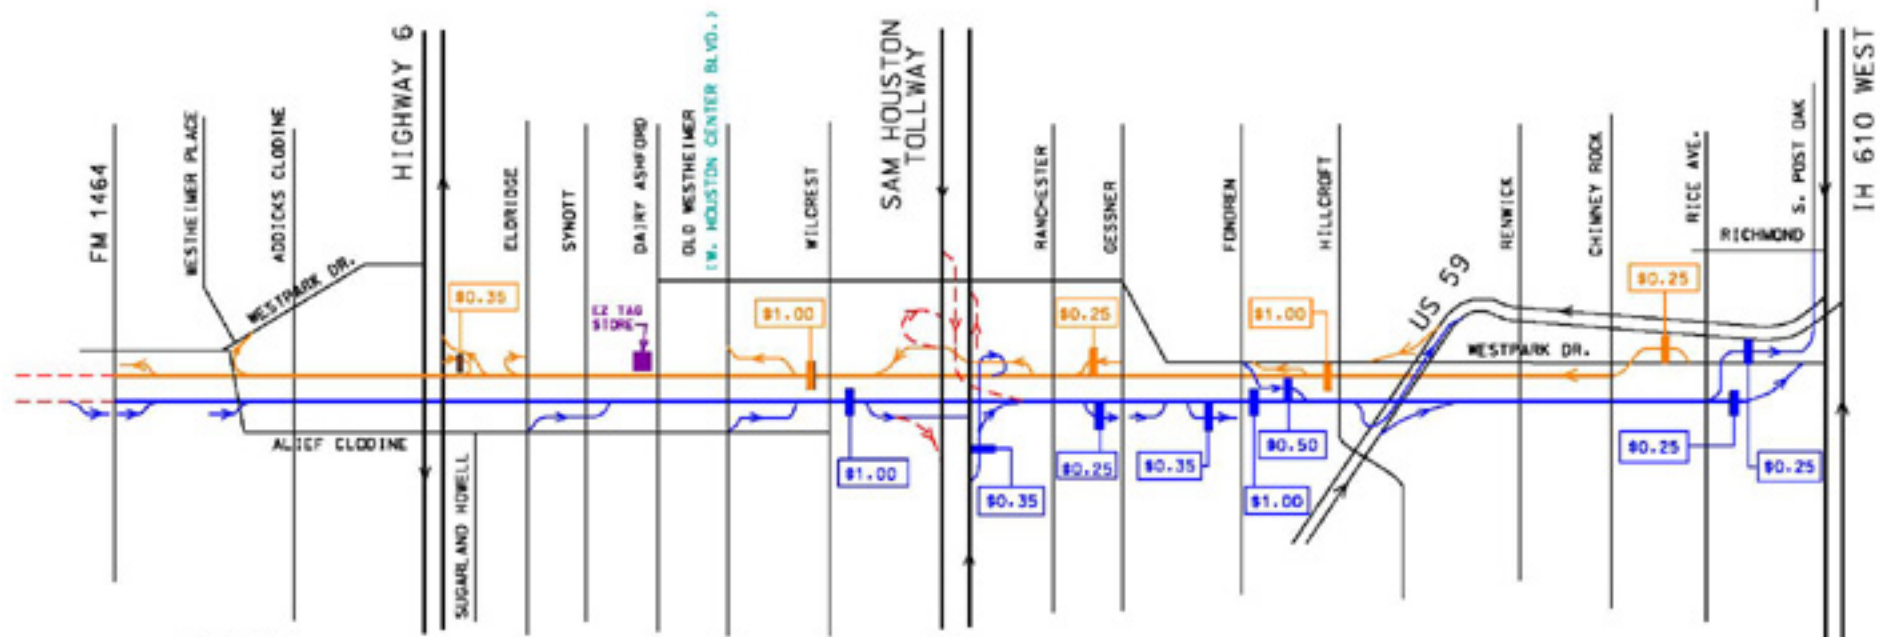 FM 1464
WESTHEIMER PLACE
ADDICKS CLODINE
WESTPARK DR.
HIGHWAY 6
ELDRIDGE
SYNOTT
DAIRY ASHFORD
OLD WESTHEIMER
(W. HOUSTON CENTER BLVD.)
WILCREST
SAM HOUSTON
TOLLWAY
RANCHESTER
GESSNER
FONDREN
HILLCROFT
US 59
RENWICK
CHIMNEY ROCK
RICE AVE.
RICHMOND
S. POST OAK
IH 610 WEST
$0.35
EZ TAG
STORE
$1.00
$0.25
$1.00
$0.25
WESTPARK DR.
ALIEF CLODINE
SUGARLAND HOWELL
$1.00
$0.35
$0.25
$0.35
$1.00
$0.50
$0.25
$0.25